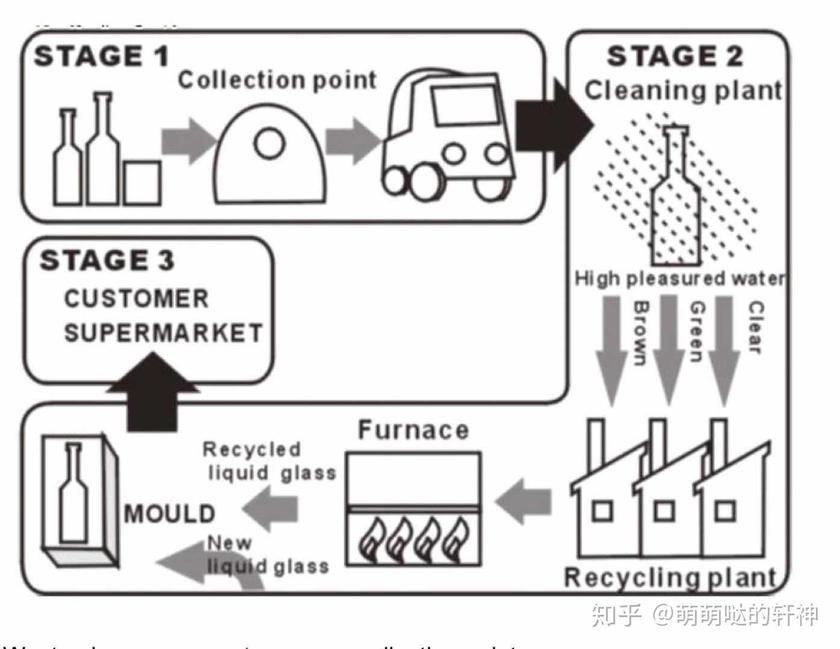 STAGE 1
Collection point
STAGE 2
Cleaning plant
High pleasured water
Brown
Green
Clear
STAGE 3
CUSTOMER
SUPERMARKET
Furnace
Recycled
liquid glass
MOULD
New
liquid glass
Recycling plant
知乎 @萌萌哒的轩神